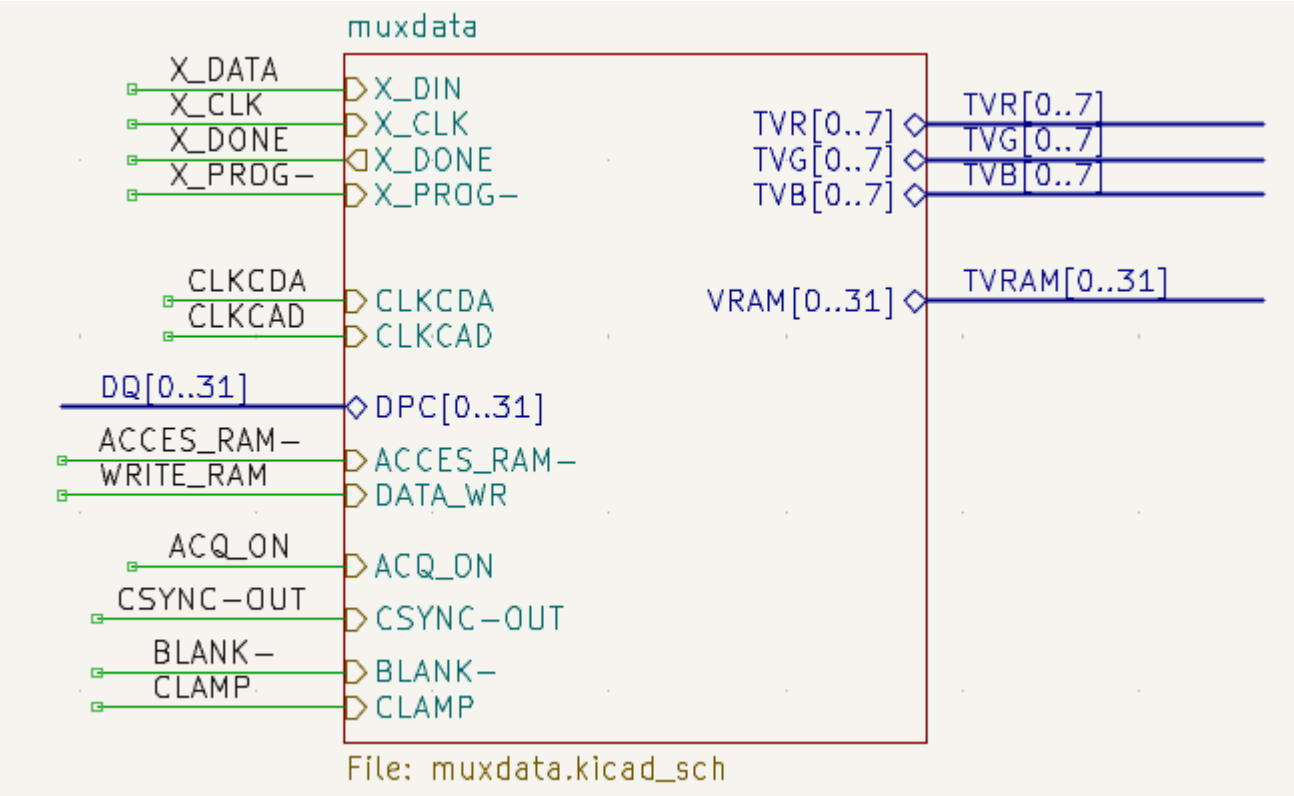 muxdata
X_DATA
X_DIN
X_CLK
X_CLK
X_DONE
X_DONE
X_PROG-
X_PROG-
TVR[0..7]
TVR[0..7]
TVG[0..7]
TVG[0..7]
TVB[0..7]
TVB[0..7]
CLKCDA
CLKCDA
CLKCAD
CLKCAD
VRAM[0..31]
TVRAM[0..31]
DQ[0..31]
DPC[0..31]
ACCES_RAM-
ACCES_RAM-
WRITE_RAM
DATA_WR
ACQ_ON
ACQ_ON
CSYNC-OUT
CSYNC-OUT
BLANK-
BLANK-
CLAMP
CLAMP
File: muxdata.kicad_sch